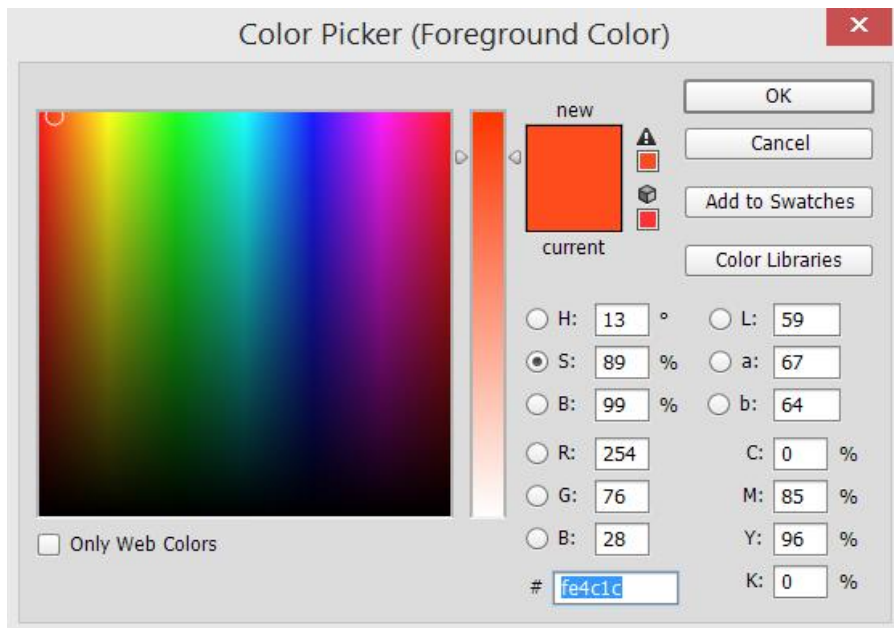 Color Picker (Foreground Color)
×
new
current
OK
Cancel
Add to Swatches
Color Libraries
H: 13 °
S: 89 %
B: 99 %
R: 254
G: 76
B: 28
# fe4c1c
L: 59
a: 67
b: 64
C: 0 %
M: 85 %
Y: 96 %
K: 0 %
Only Web Colors